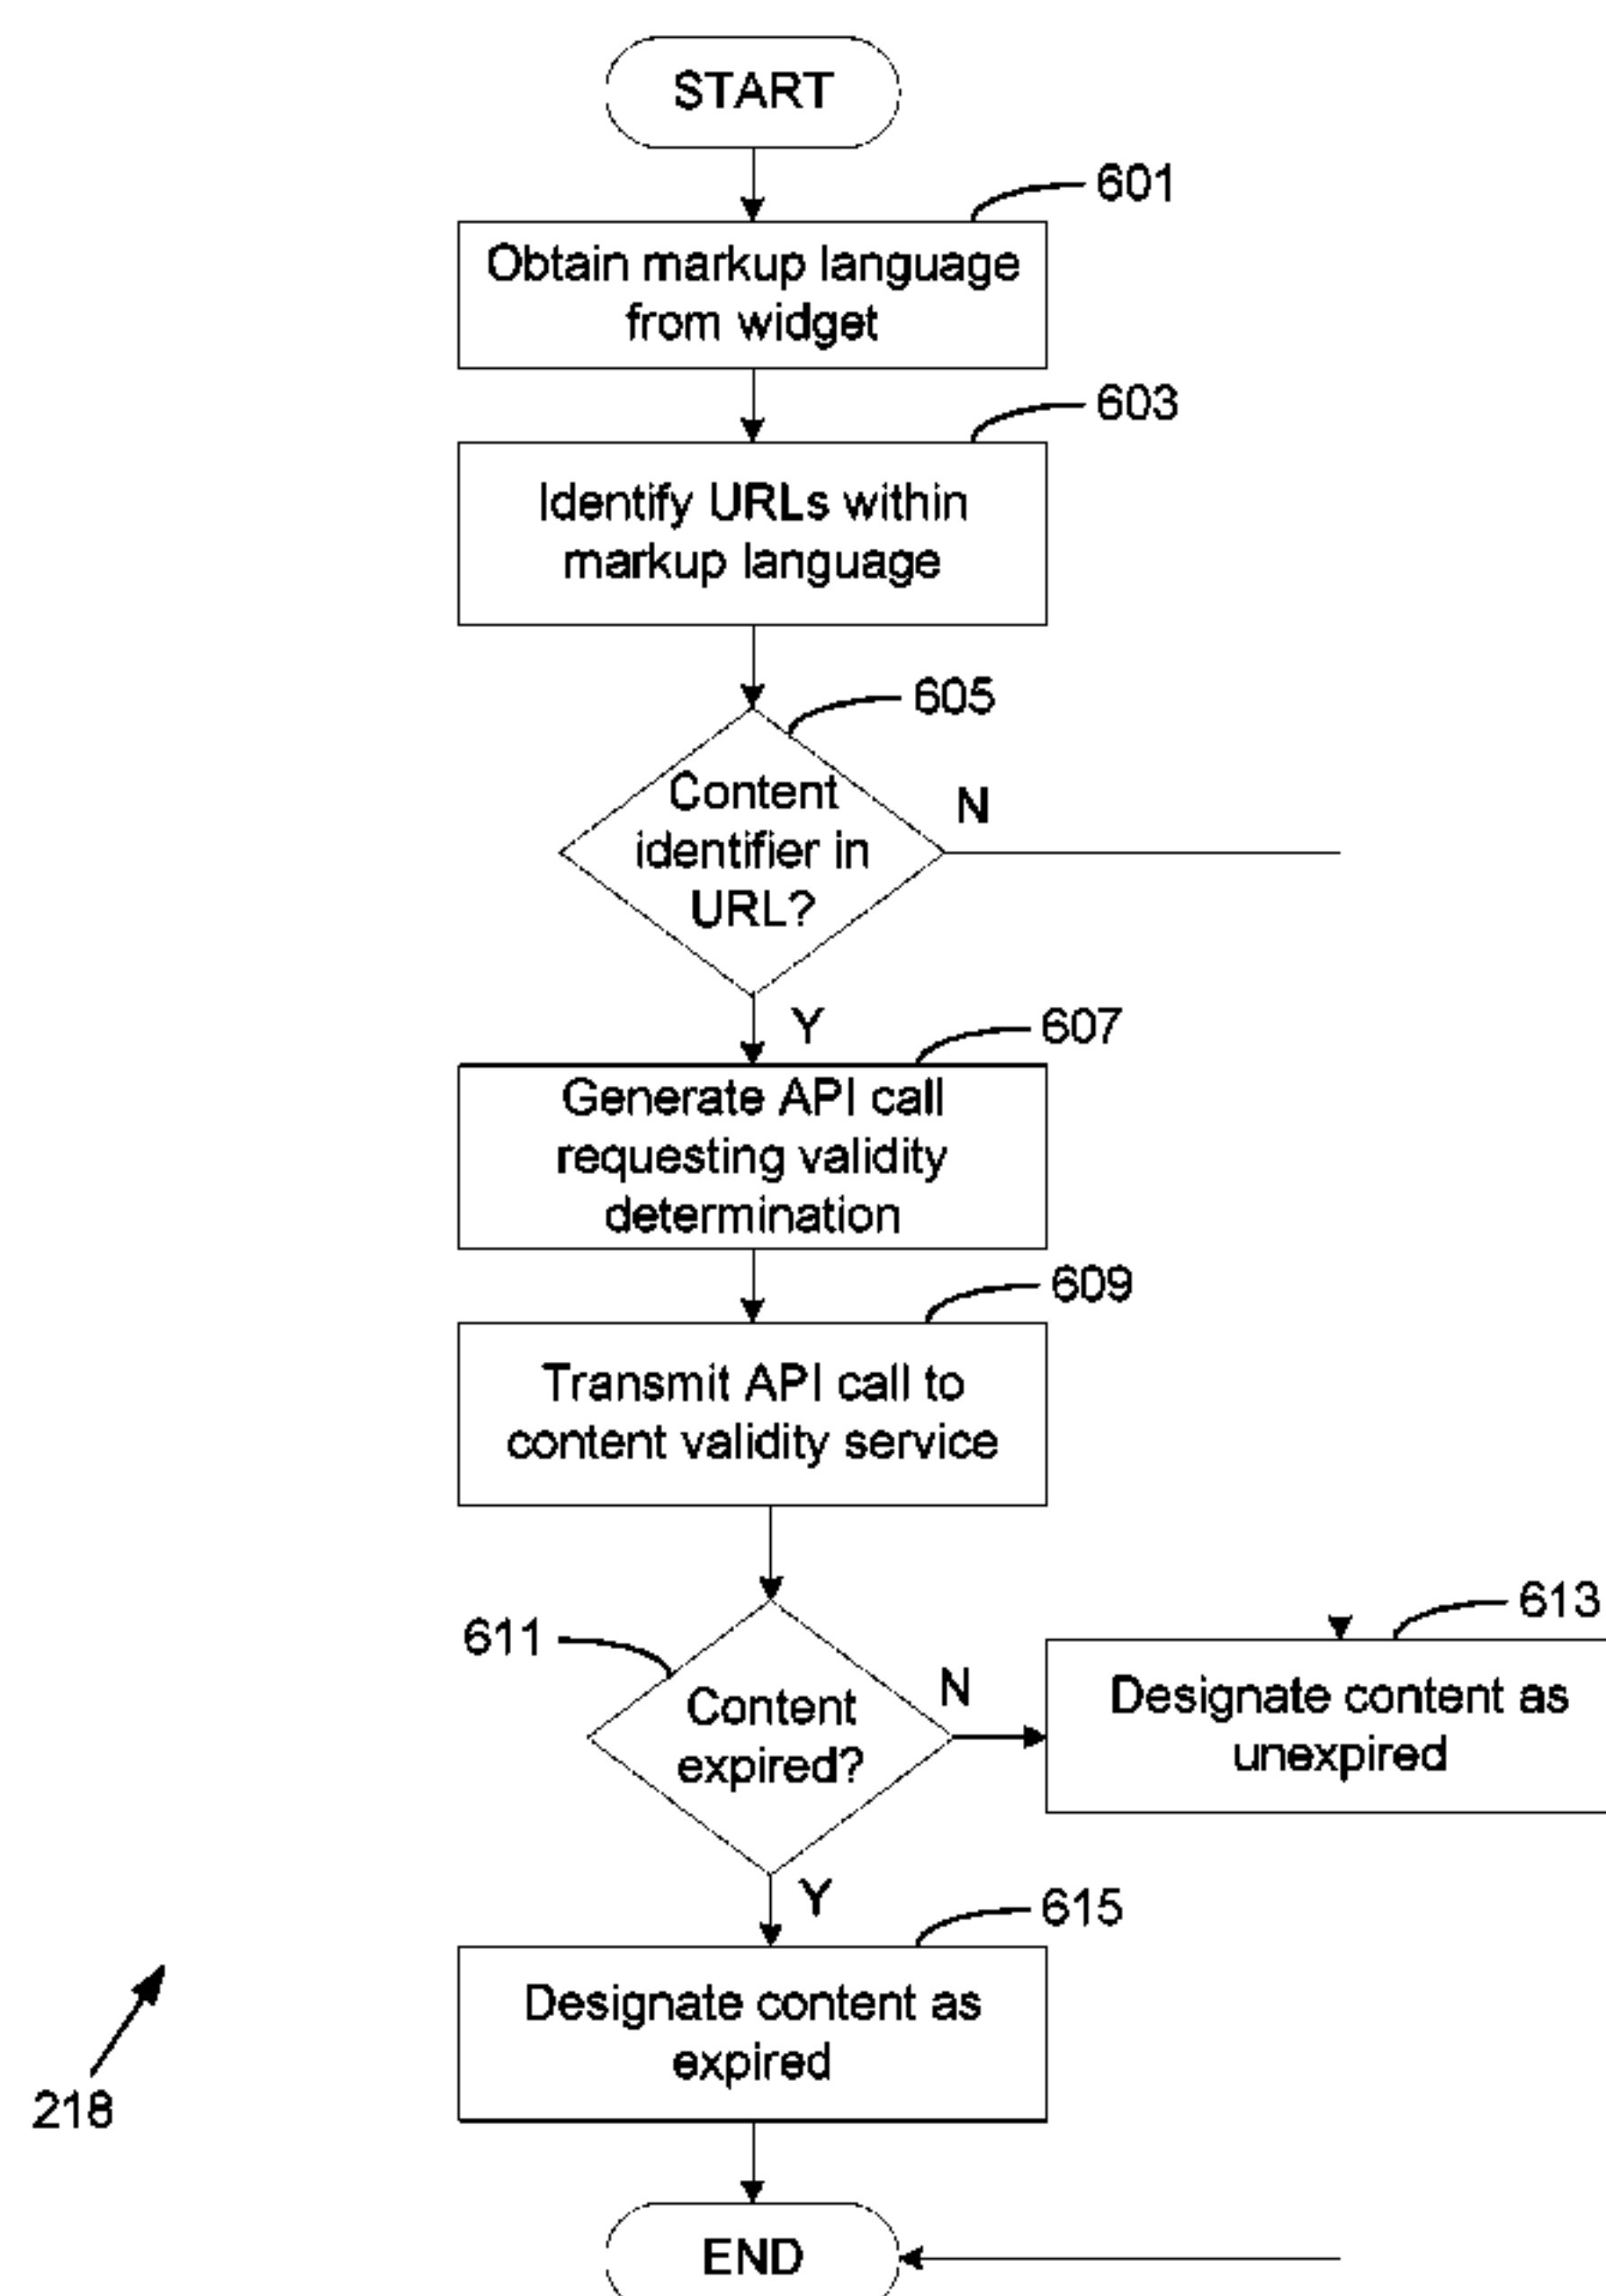 START
601
Obtain markup language
from widget
603
Identify URLs within
markup language
605
Content
identifier in
URL?
N
Y
607
Generate API call
requesting validity
determination
609
Transmit API call to
content validity service
611
Content
expired?
N
613
Designate content as
unexpired
Y
615
Designate content as
expired
218
END